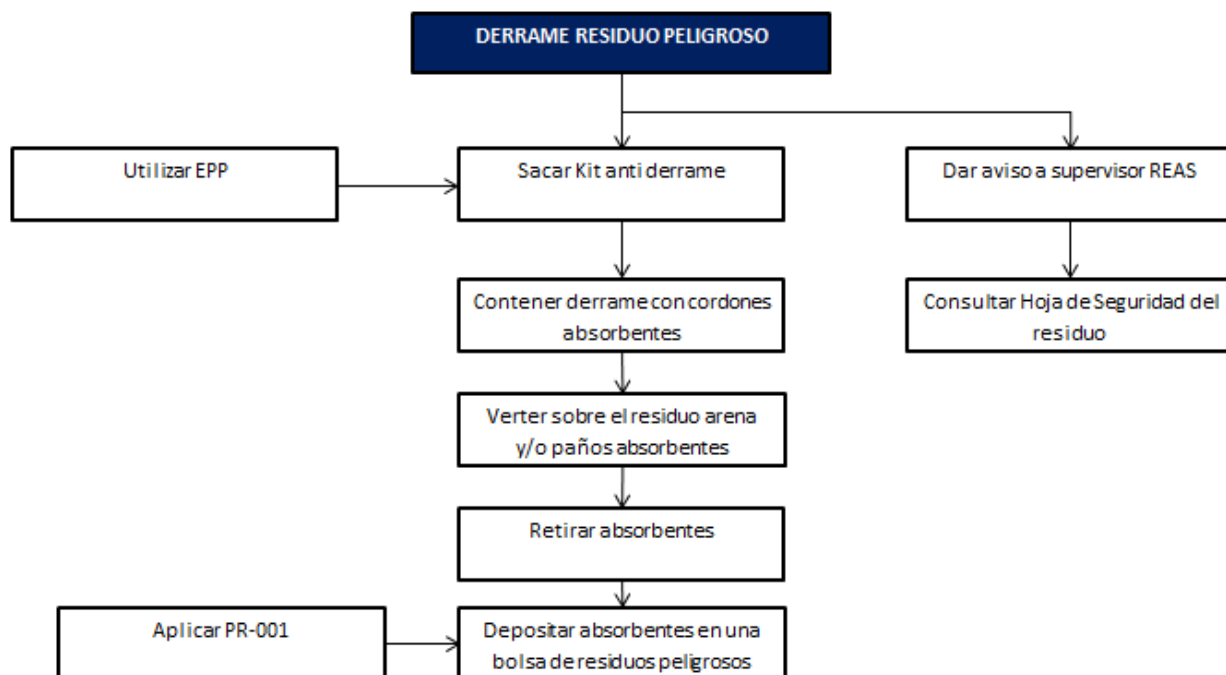 DERRAME RESIDUO PELIGROSO
Utilizar EPP
Sacar Kit anti derrame
Dar aviso a supervisor REAS
Contener derrame con cordones
absorbentes
Consultar Hoja de Seguridad del
residuo
Verter sobre el residuo arena
y/o paños absorbentes
Retirar absorbentes
Aplicar PR-001
Depositar absorbentes en una
bolsa de residuos peligrosos